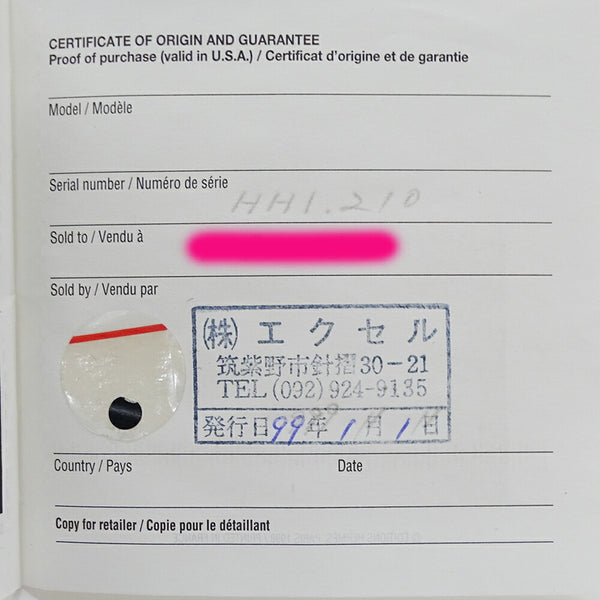 CERTIFICATE OF ORIGIN AND GUARANTEE
Proof of purchase (valid in U.S.A.) / Certificat d'origine et de garantie
Model / Modèle
Serial number / Numéro de série
HH1.210
Sold to / Vendu à
Sold by / Vendu par
(株) エクセル
筑紫野市針摺30-21
TEL (092) 924-9135
発行日 99年 1月 1日
Country / Pays
Date
Copy for retailer / Copie pour le détaillant